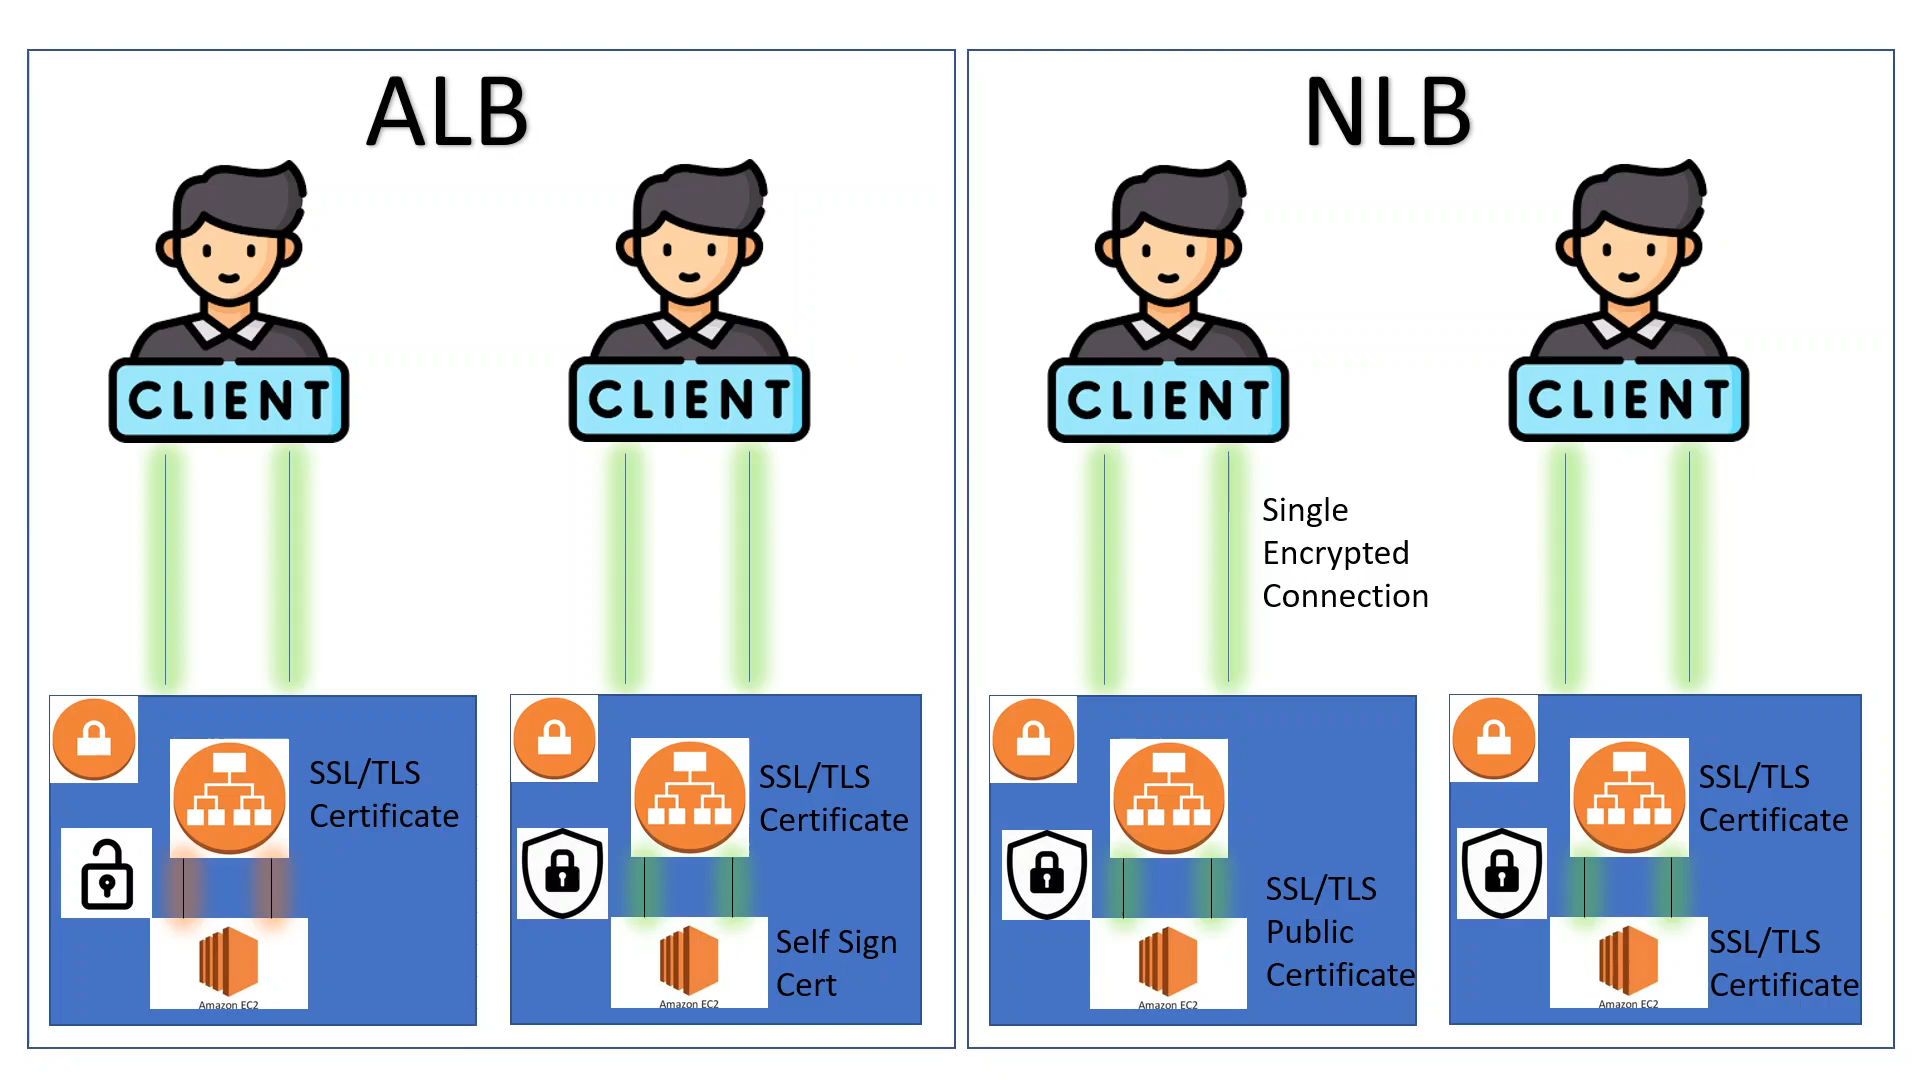 ALB
NLB
CLIENT
CLIENT
CLIENT
CLIENT
Single
Encrypted
Connection
SSL/TLS
Certificate
Amazon EC2
SSL/TLS
Certificate
Self Sign
Cert
Amazon EC2
SSL/TLS
Public
Certificate
Amazon EC2
SSL/TLS
Certificate
SSL/TLS
Certificate
Amazon EC2